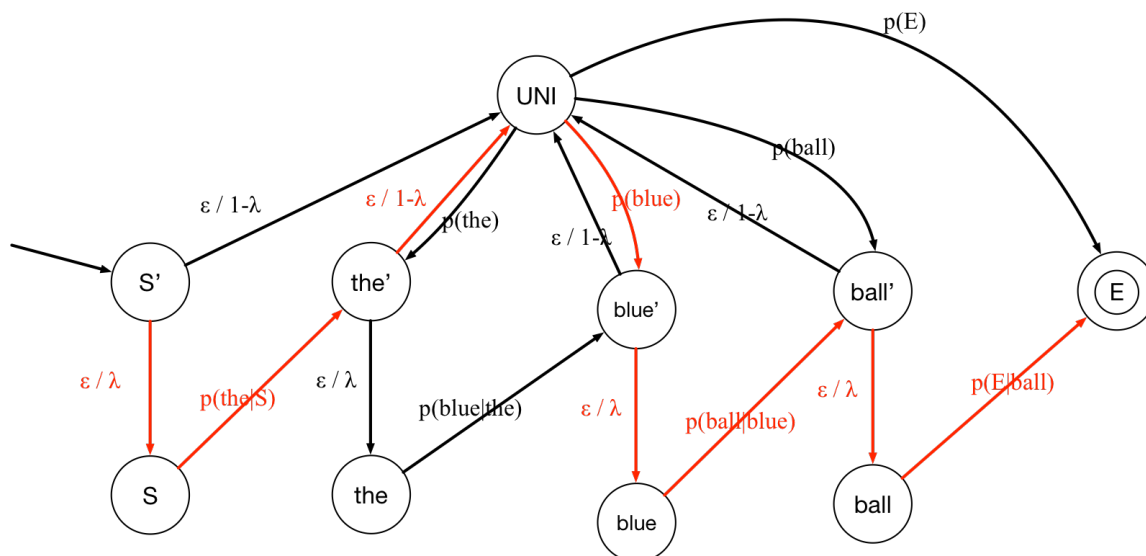 p(E)
UNI
p(ball)
ε / 1-λ
ε / 1-λ
p(the)
p(blue)
ε / 1-λ
ε / 1-λ
S’
the’
blue’
ball’
E
ε / λ
p(the|S)
ε / λ
p(blue|the)
ε / λ
p(ball|blue)
ε / λ
p(E|ball)
S
the
blue
ball